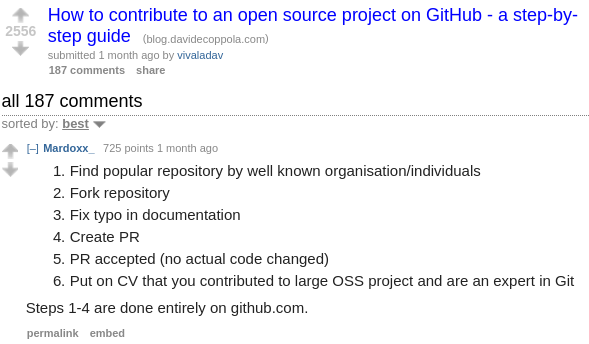 How to contribute to an open source project on GitHub - a step-by-
2556
step guide (blog.davidecoppola.com)
submitted 1 month ago by vivaladav
187 comments share
all 187 comments
sorted by: best
[–] Mardoxx_ 725 points 1 month ago
1. Find popular repository by well known organisation/individuals
2. Fork repository
3. Fix typo in documentation
4. Create PR
5. PR accepted (no actual code changed)
6. Put on CV that you contributed to large OSS project and are an expert in Git
Steps 1-4 are done entirely on github.com.
permalink embed